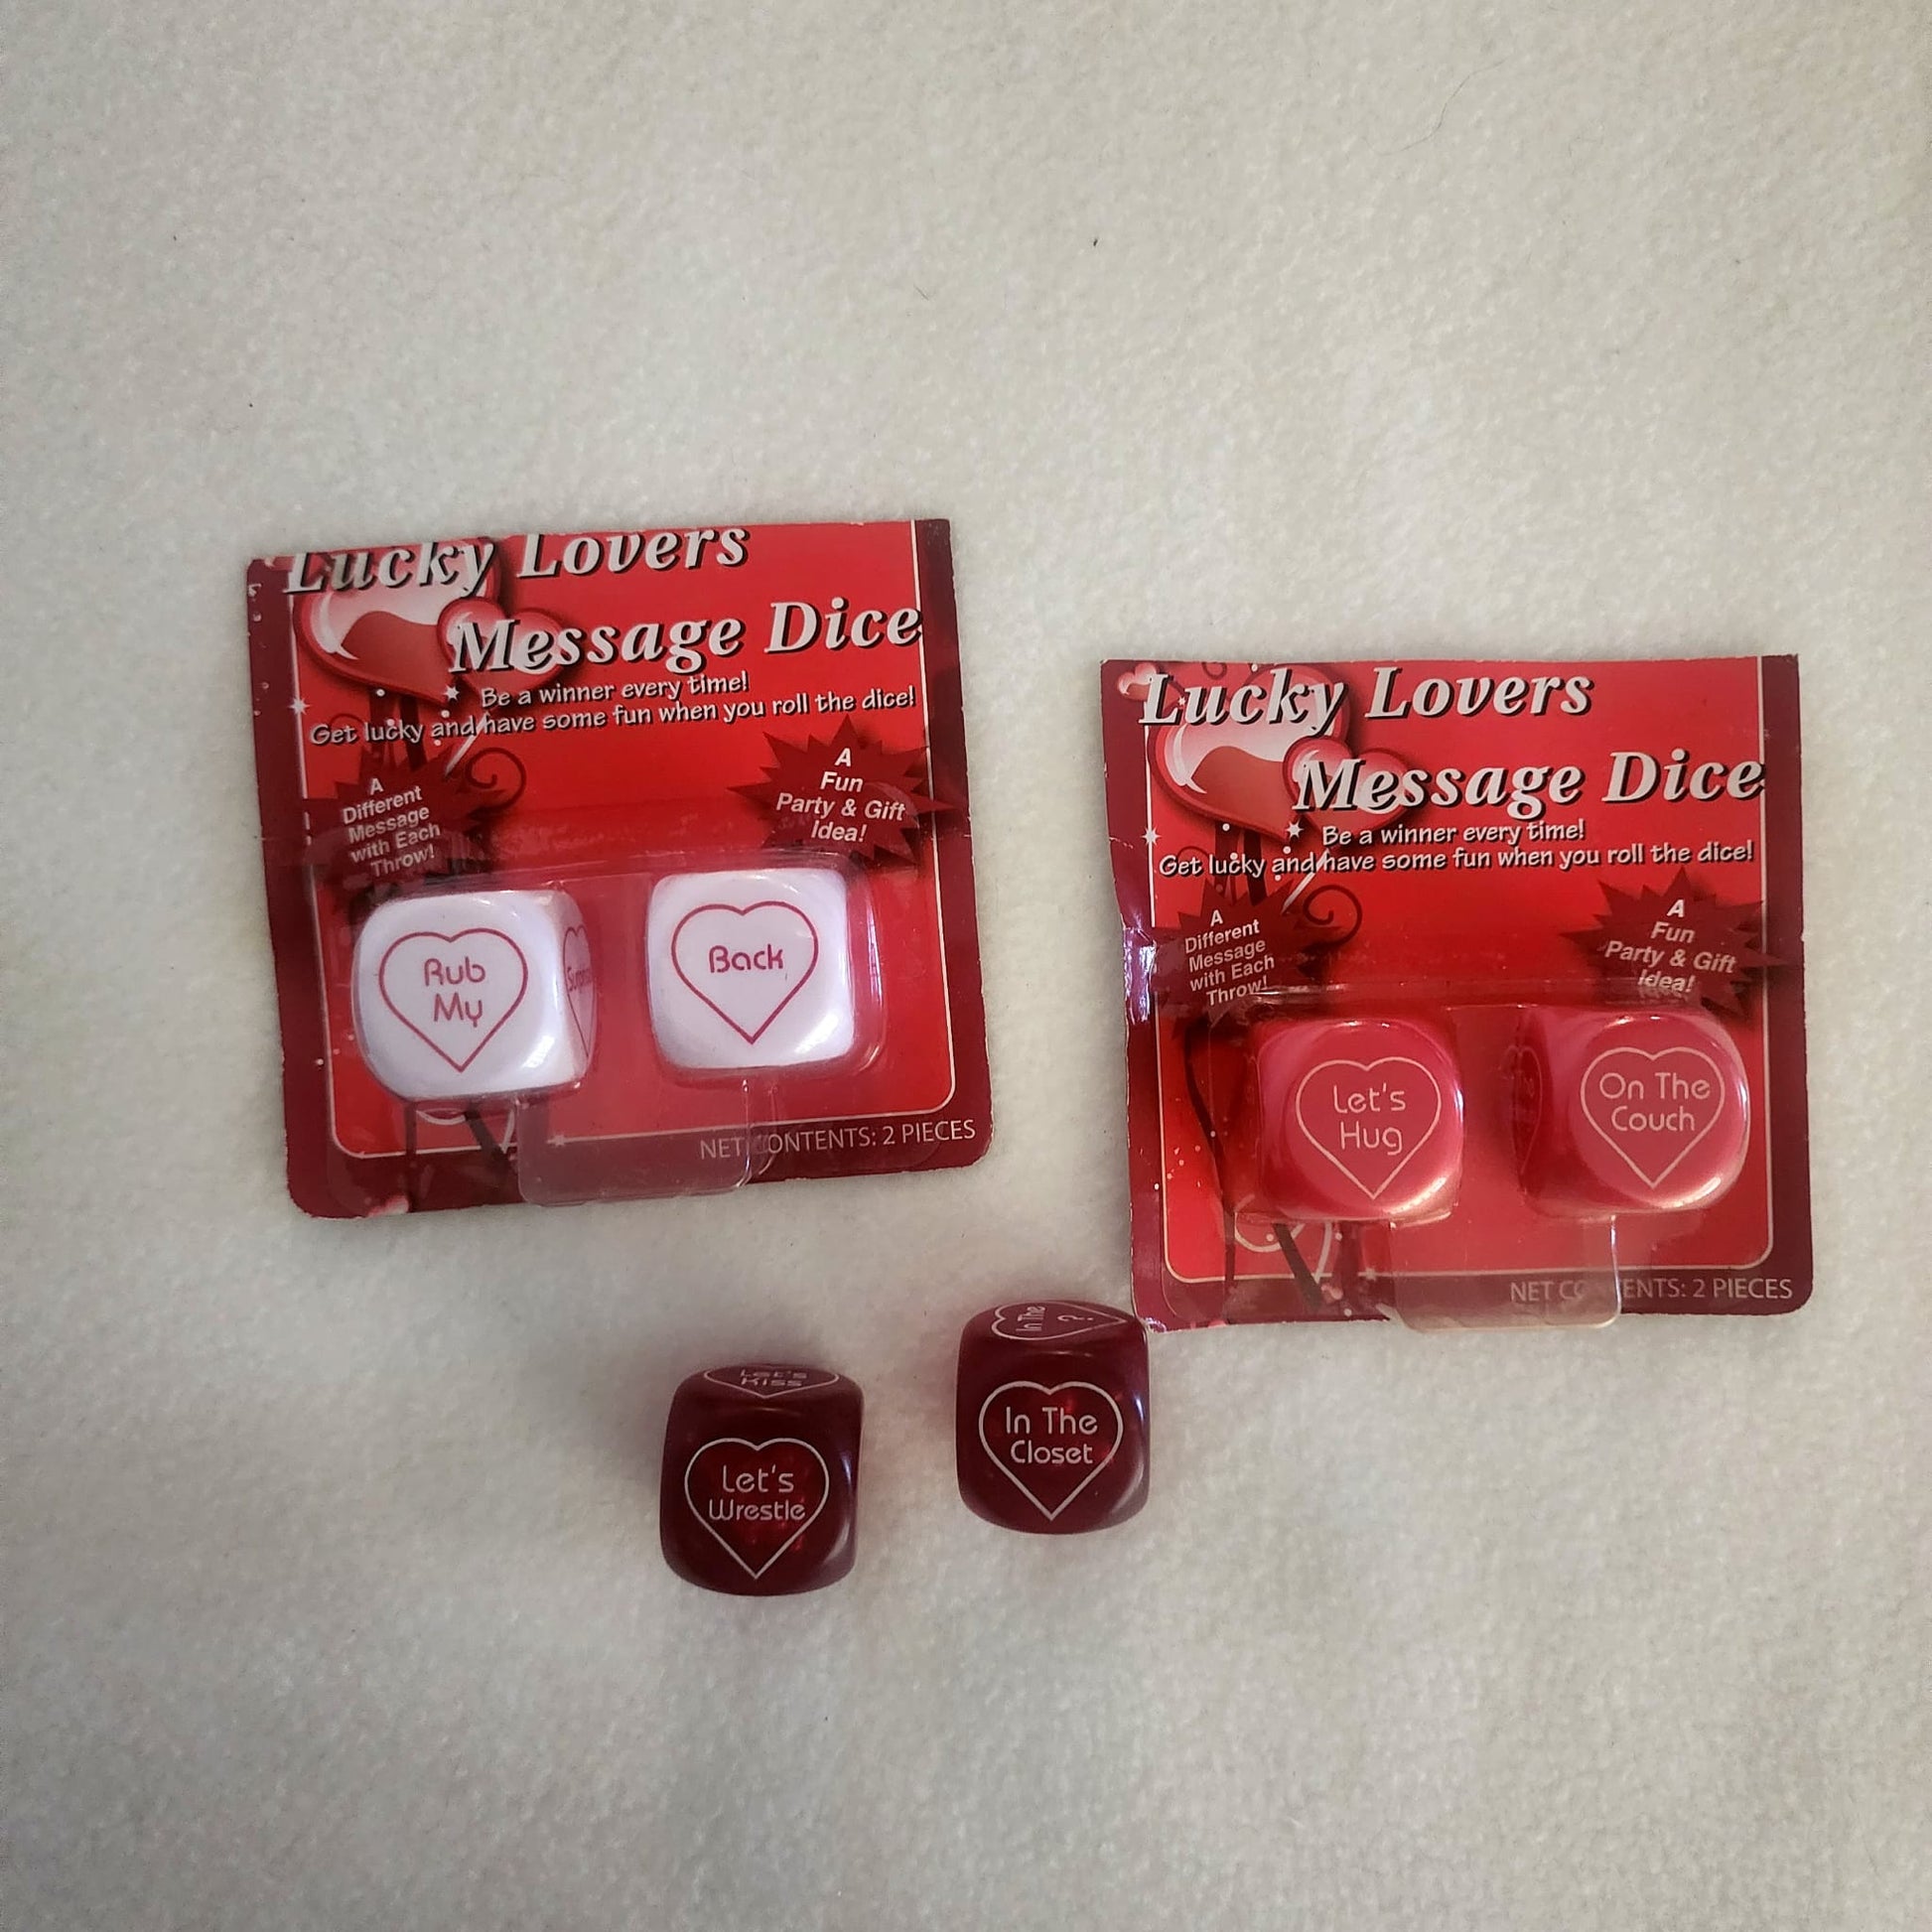 Lucky Lovers
Message Dice
Be a winner every time!
Get lucky and have some fun when you roll the dice!
A
Different
Message
with Each
Throw!
A
Fun
Party & Gift
Idea!
Rub
My
Back
NET CONTENTS: 2 PIECES
Lucky Lovers
Message Dice
Be a winner every time!
Get lucky and have some fun when you roll the dice!
A
Different
Message
with Each
Throw!
A
Fun
Party & Gift
Idea!
Let's
Hug
On The
Couch
NET CONTENTS: 2 PIECES
Let's
Kiss
Let's
Wrestle
In The
?
In The
Closet